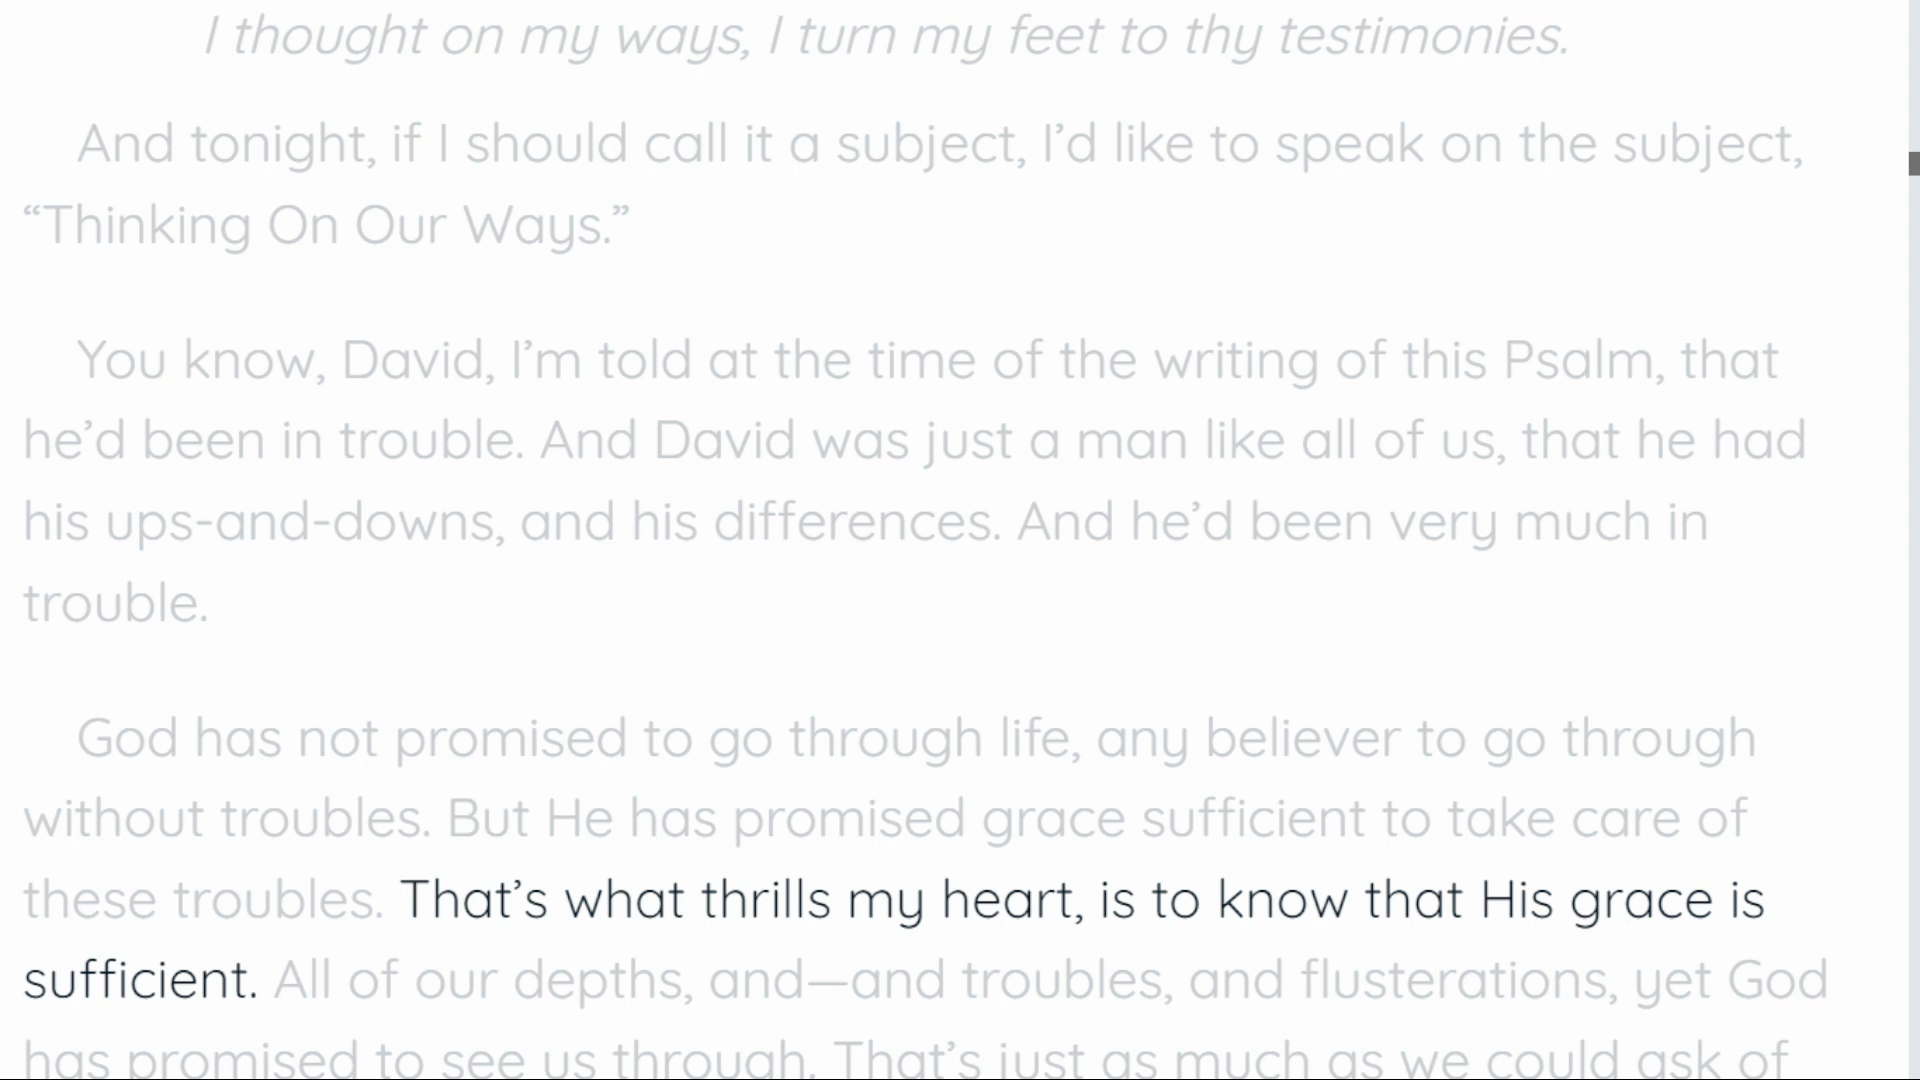 I thought on my ways, I turn my feet to thy testimonies.
And tonight, if I should call it a subject, I’d like to speak on the subject,
“Thinking On Our Ways.”
You know, David, I’m told at the time of the writing of this Psalm, that
he’d been in trouble. And David was just a man like all of us, that he had
his ups-and-downs, and his differences. And he’d been very much in
trouble.
God has not promised to go through life, any believer to go through
without troubles. But He has promised grace sufficient to take care of
these troubles. That’s what thrills my heart, is to know that His grace is
sufficient. All of our depths, and—and troubles, and flusterations, yet God
has promised to see us through. That’s just as much as we could ask of